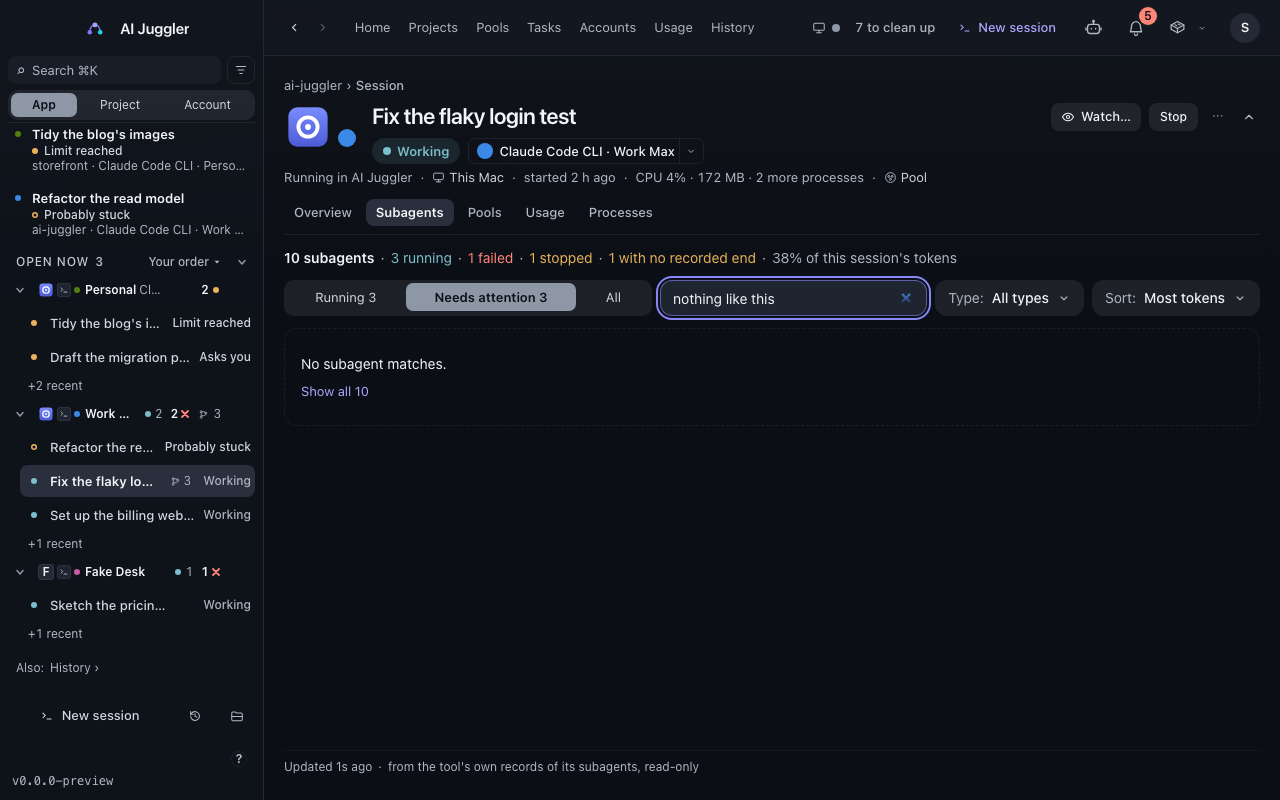 AI Juggler
Search ⌘K
App Project Account
Tidy the blog's images
Limit reached
storefront · Claude Code CLI · Perso…
Refactor the read model
Probably stuck
ai-juggler · Claude Code CLI · Work …
OPEN NOW 3 Your order
Personal Cl… 2
Tidy the blog's i… Limit reached
Draft the migration p… Asks you
+2 recent
Work … 2 2 3
Refactor the re… Probably stuck
Fix the flaky lo… 3 Working
Set up the billing web… Working
+1 recent
F Fake Desk 1 1
Sketch the pricin… Working
+1 recent
Also: History ›
New session
?
v0.0.0-preview
Home Projects Pools Tasks Accounts Usage History 7 to clean up New session 5 S
ai-juggler › Session
Fix the flaky login test
Watch… Stop ···
Working Claude Code CLI · Work Max
Running in AI Juggler · This Mac · started 2 h ago · CPU 4% · 172 MB · 2 more processes · Pool
Overview Subagents Pools Usage Processes
10 subagents · 3 running · 1 failed · 1 stopped · 1 with no recorded end · 38% of this session's tokens
Running 3 Needs attention 3 All nothing like this Type: All types Sort: Most tokens
No subagent matches.
Show all 10
Updated 1s ago · from the tool's own records of its subagents, read-only